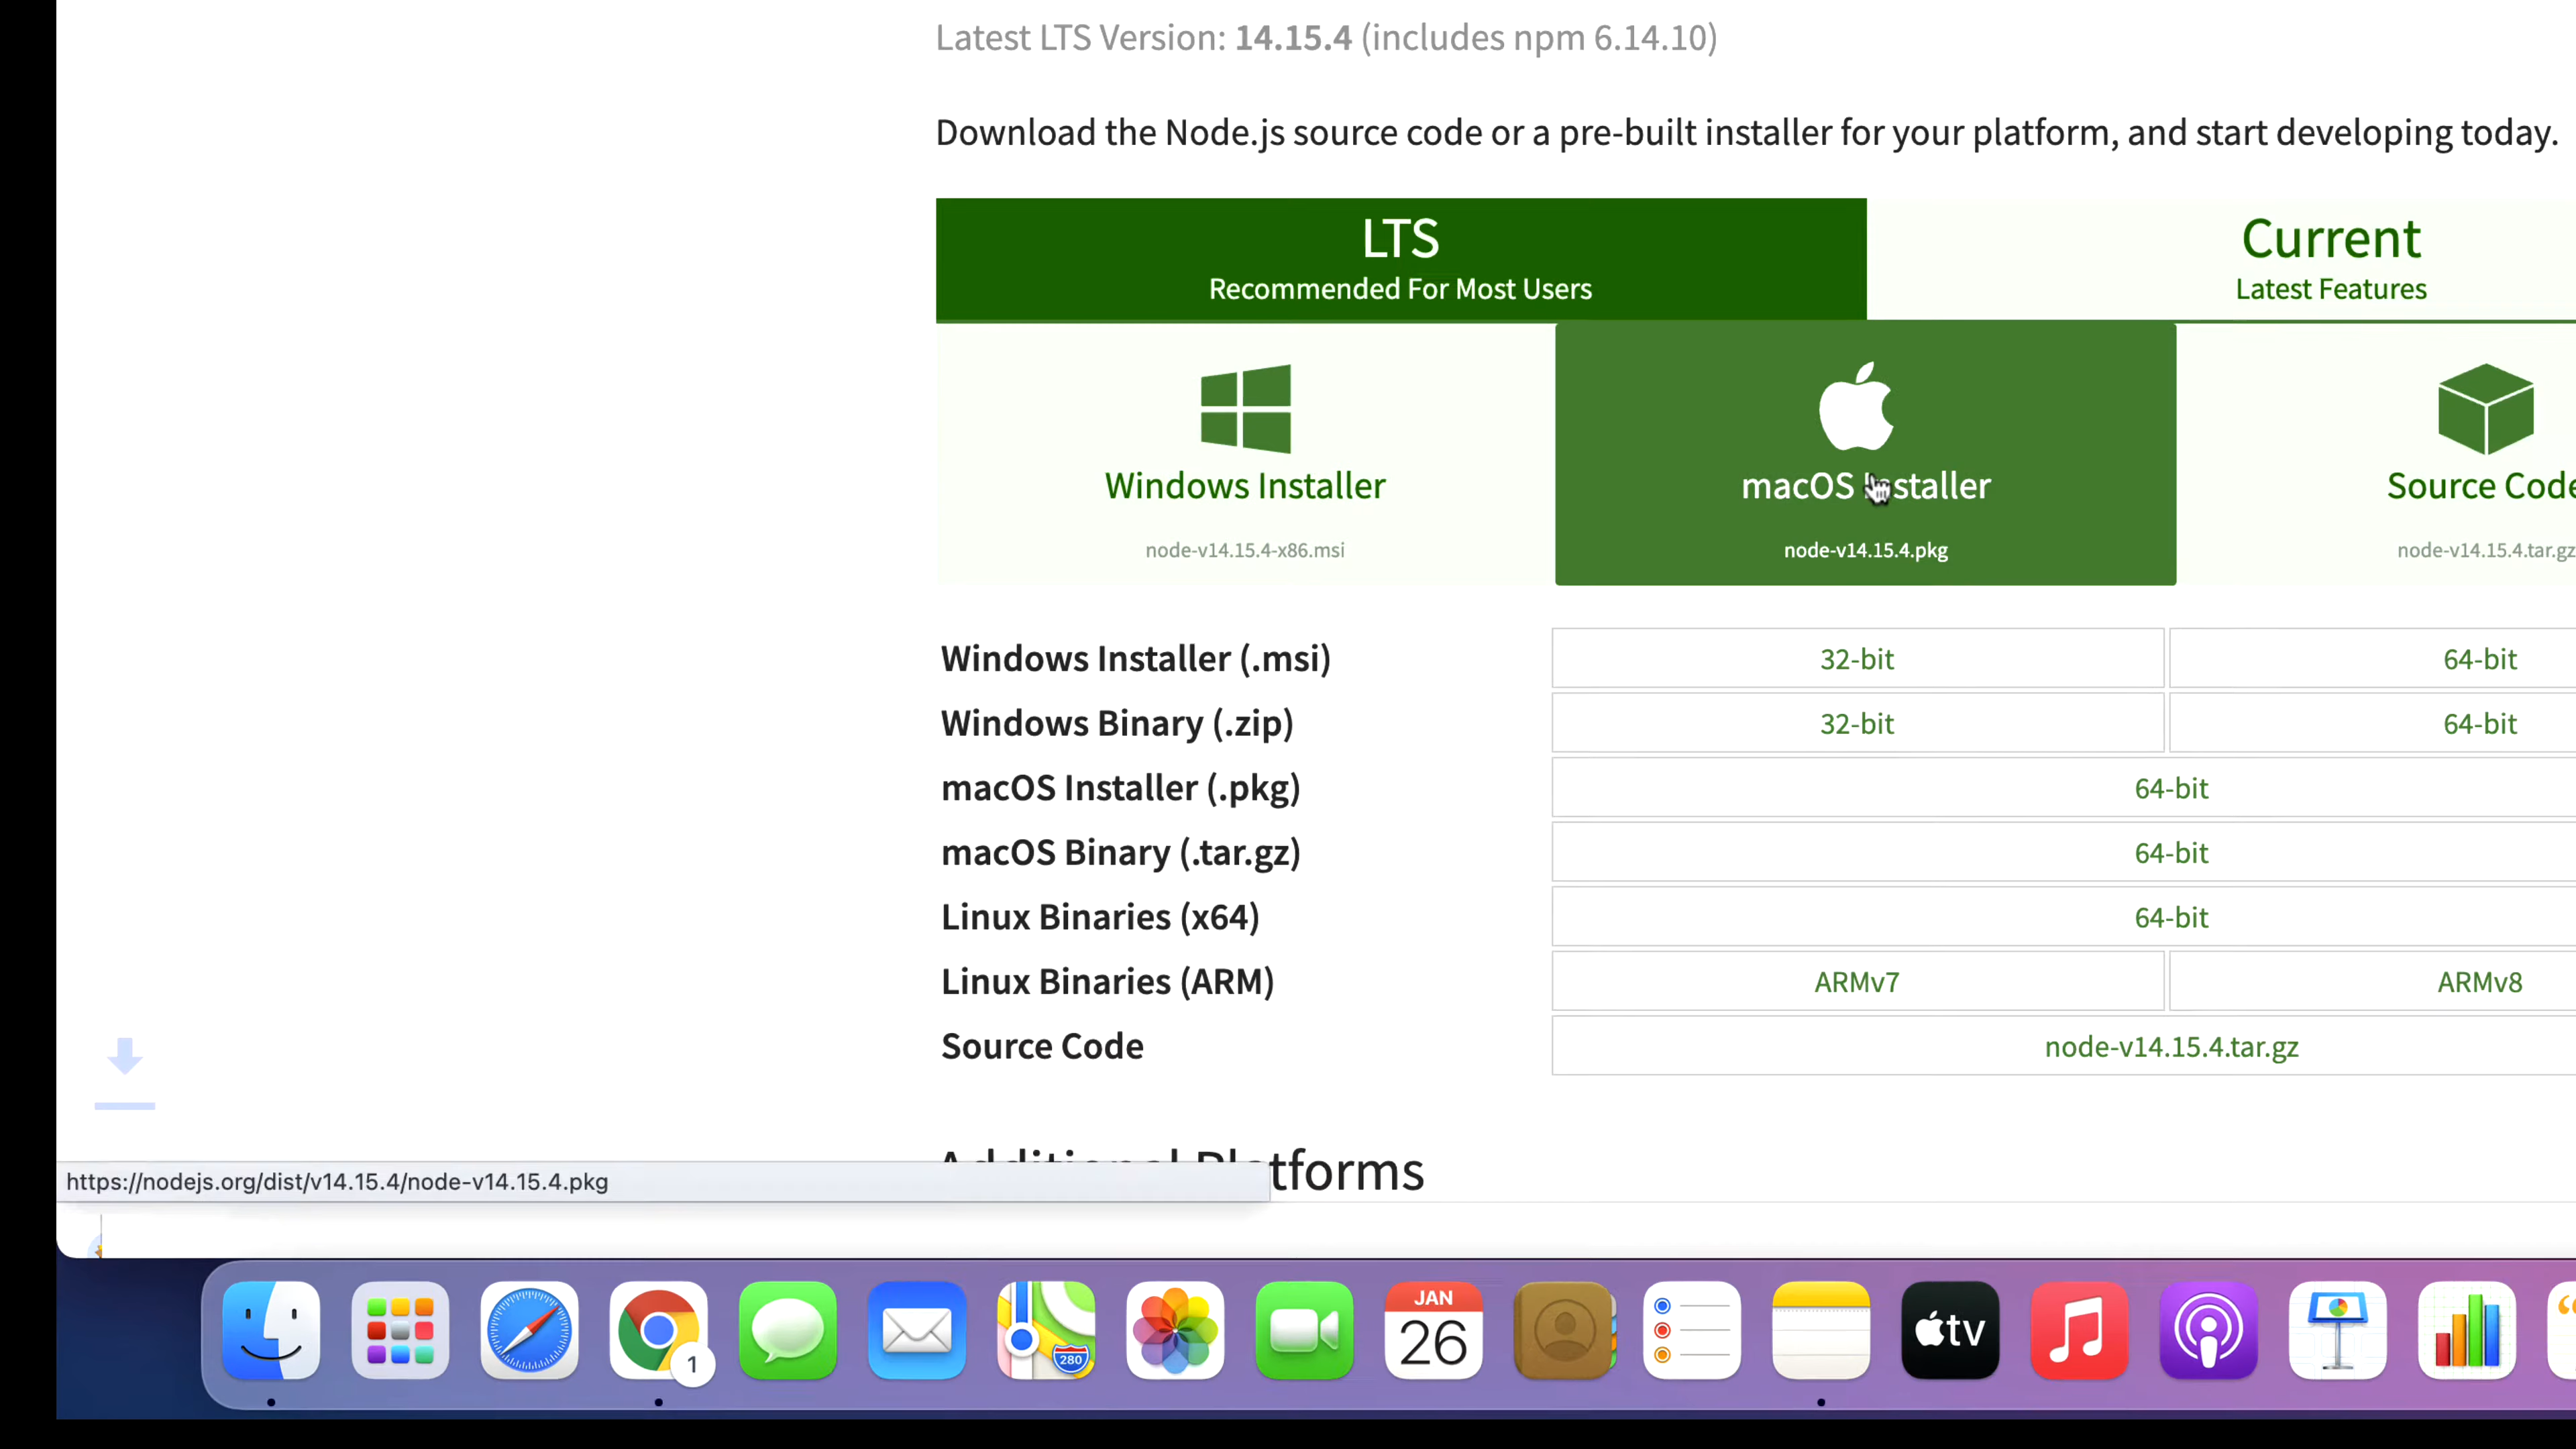 Latest LTS Version: 14.15.4 (includes npm 6.14.10)
Download the Node.js source code or a pre-built installer for your platform, and start developing today.
LTS
Recommended For Most Users
Current
Latest Features
Windows Installer
node-v14.15.4-x86.msi
macOS Installer
node-v14.15.4.pkg
Source Code
node-v14.15.4.tar.gz
Windows Installer (.msi) 32-bit 64-bit
Windows Binary (.zip) 32-bit 64-bit
macOS Installer (.pkg) 64-bit
macOS Binary (.tar.gz) 64-bit
Linux Binaries (x64) 64-bit
Linux Binaries (ARM) ARMv7 ARMv8
Source Code node-v14.15.4.tar.gz
Additional Platforms
https://nodejs.org/dist/v14.15.4/node-v14.15.4.pkg
1
280
JAN
26
tv